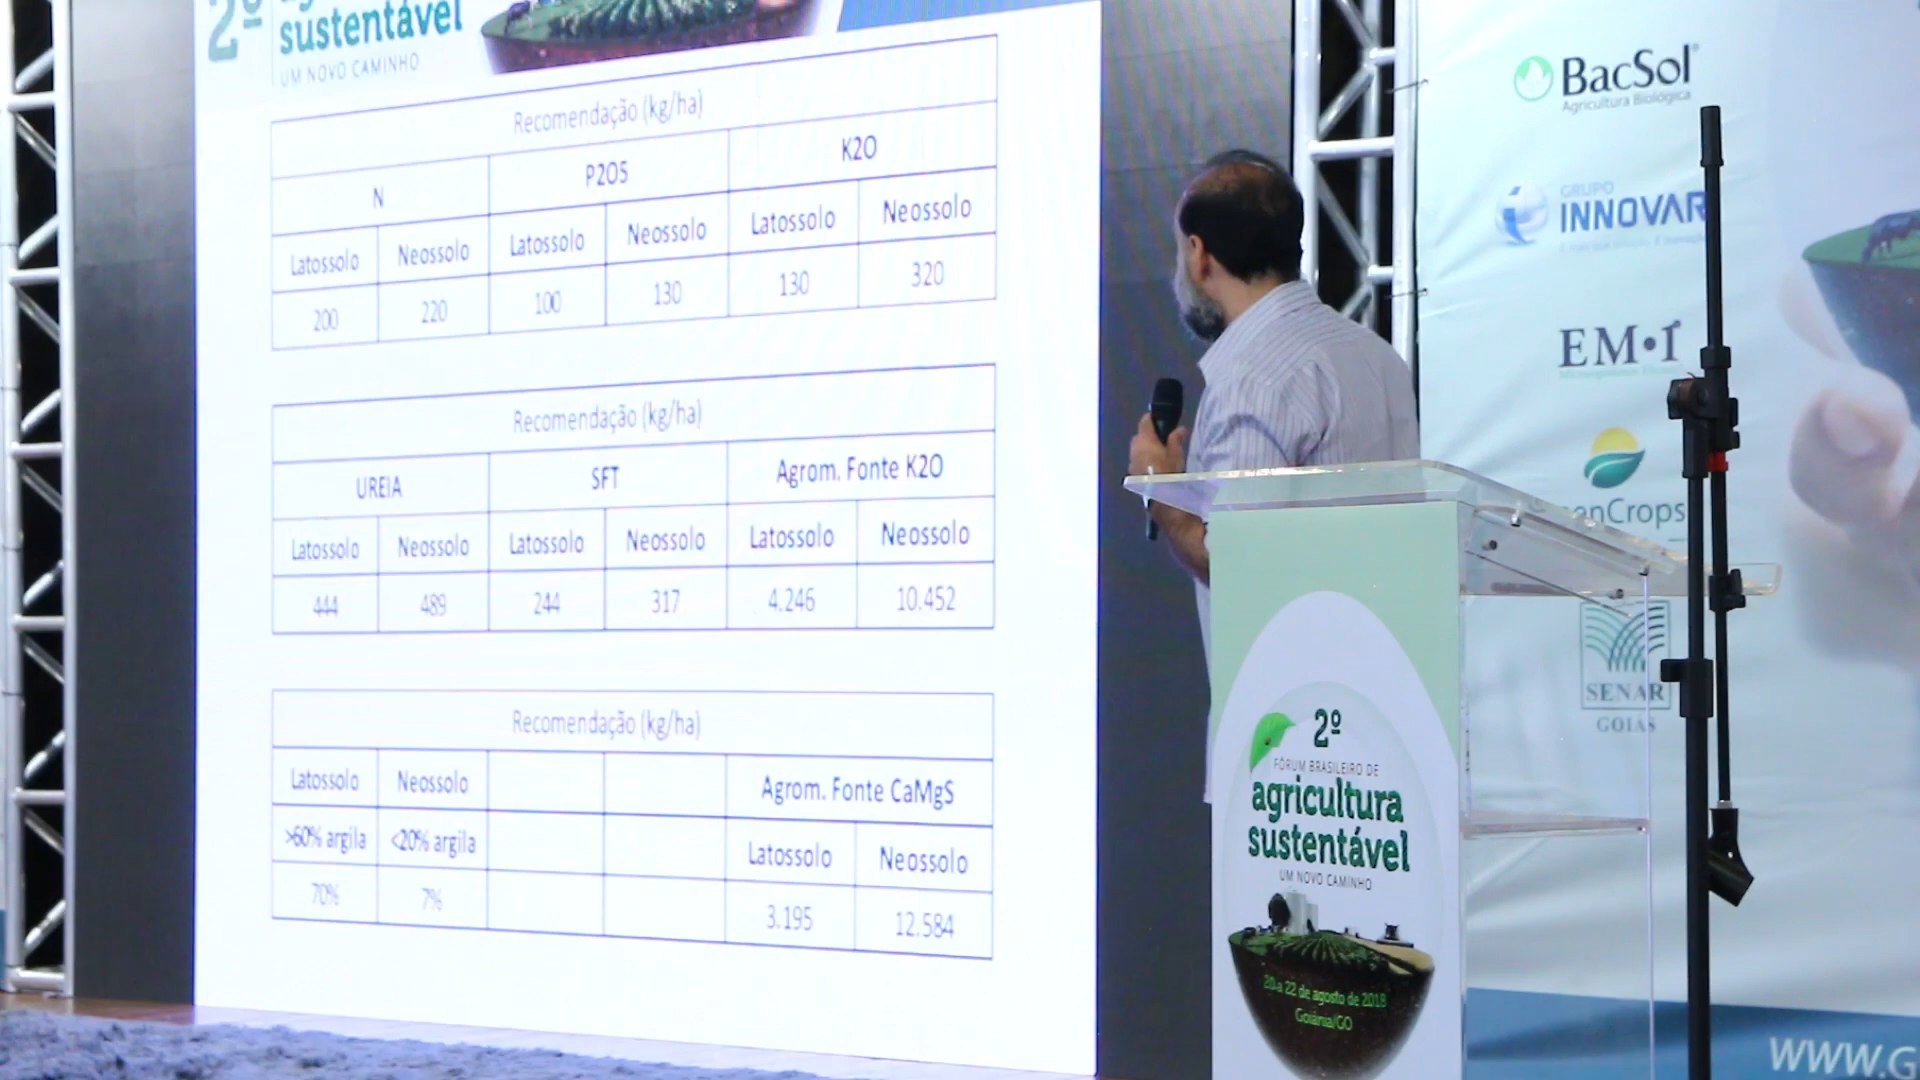 2º
sustentável
UM NOVO CAMINHO
Recomendação (kg/ha)
N P2O5 K2O
Latossolo Neossolo Latossolo Neossolo Latossolo Neossolo
200 220 100 130 130 320
Recomendação (kg/ha)
UREIA SFT Agrom. Fonte K2O
Latossolo Neossolo Latossolo Neossolo Latossolo Neossolo
444 489 244 317 4.246 10.452
Recomendação (kg/ha)
Latossolo Neossolo Agrom. Fonte CaMgS
>60% argila <20% argila Latossolo Neossolo
70% 7% 3.195 12.584
BacSol®
Agricultura Biológica
GRUPO
INNOVAR
EM•1
enCrops
SENAR
GOIÁS
WWW.G
2º
FÓRUM BRASILEIRO DE
agricultura
sustentável
UM NOVO CAMINHO
20 a 22 de agosto de 2018
Goiânia/GO